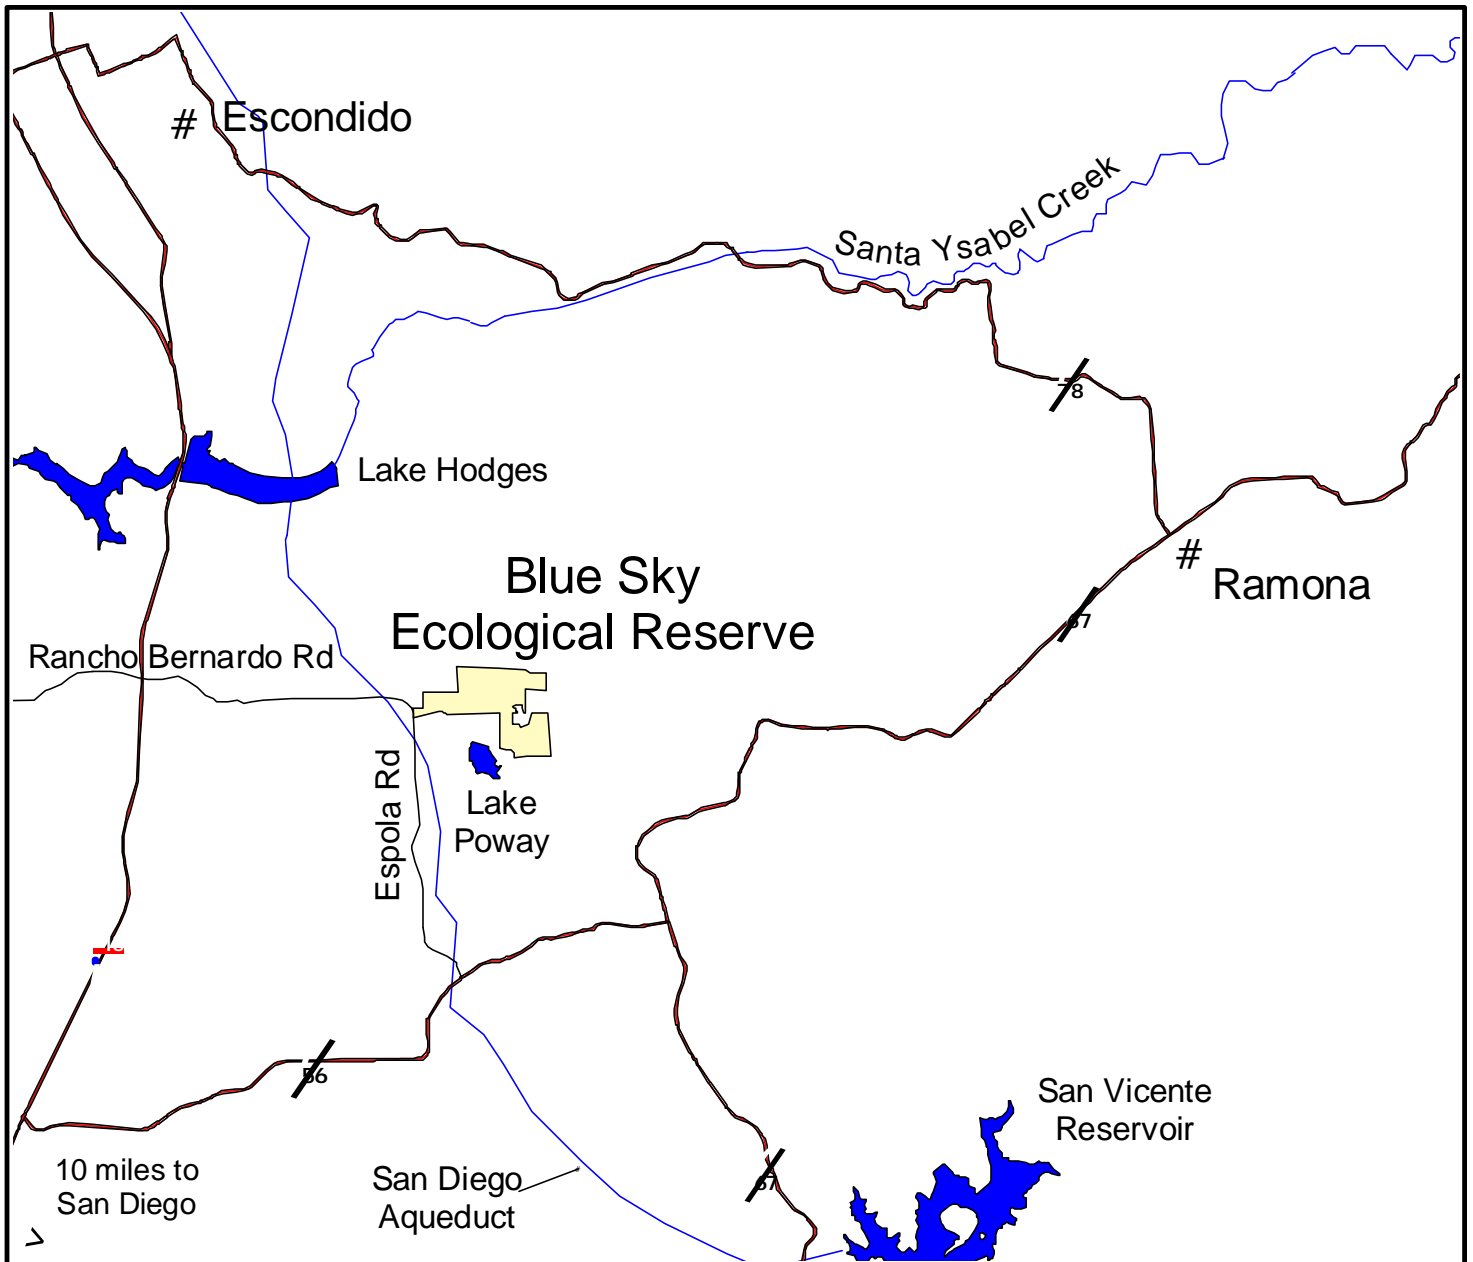 # Escondido
Santa Ysabel Creek
78
Lake Hodges
Blue Sky
Ecological Reserve
#
Ramona
67
Rancho Bernardo Rd
Espola Rd
Lake
Poway
56
San Vicente
Reservoir
10 miles to
San Diego
San Diego
Aqueduct
67